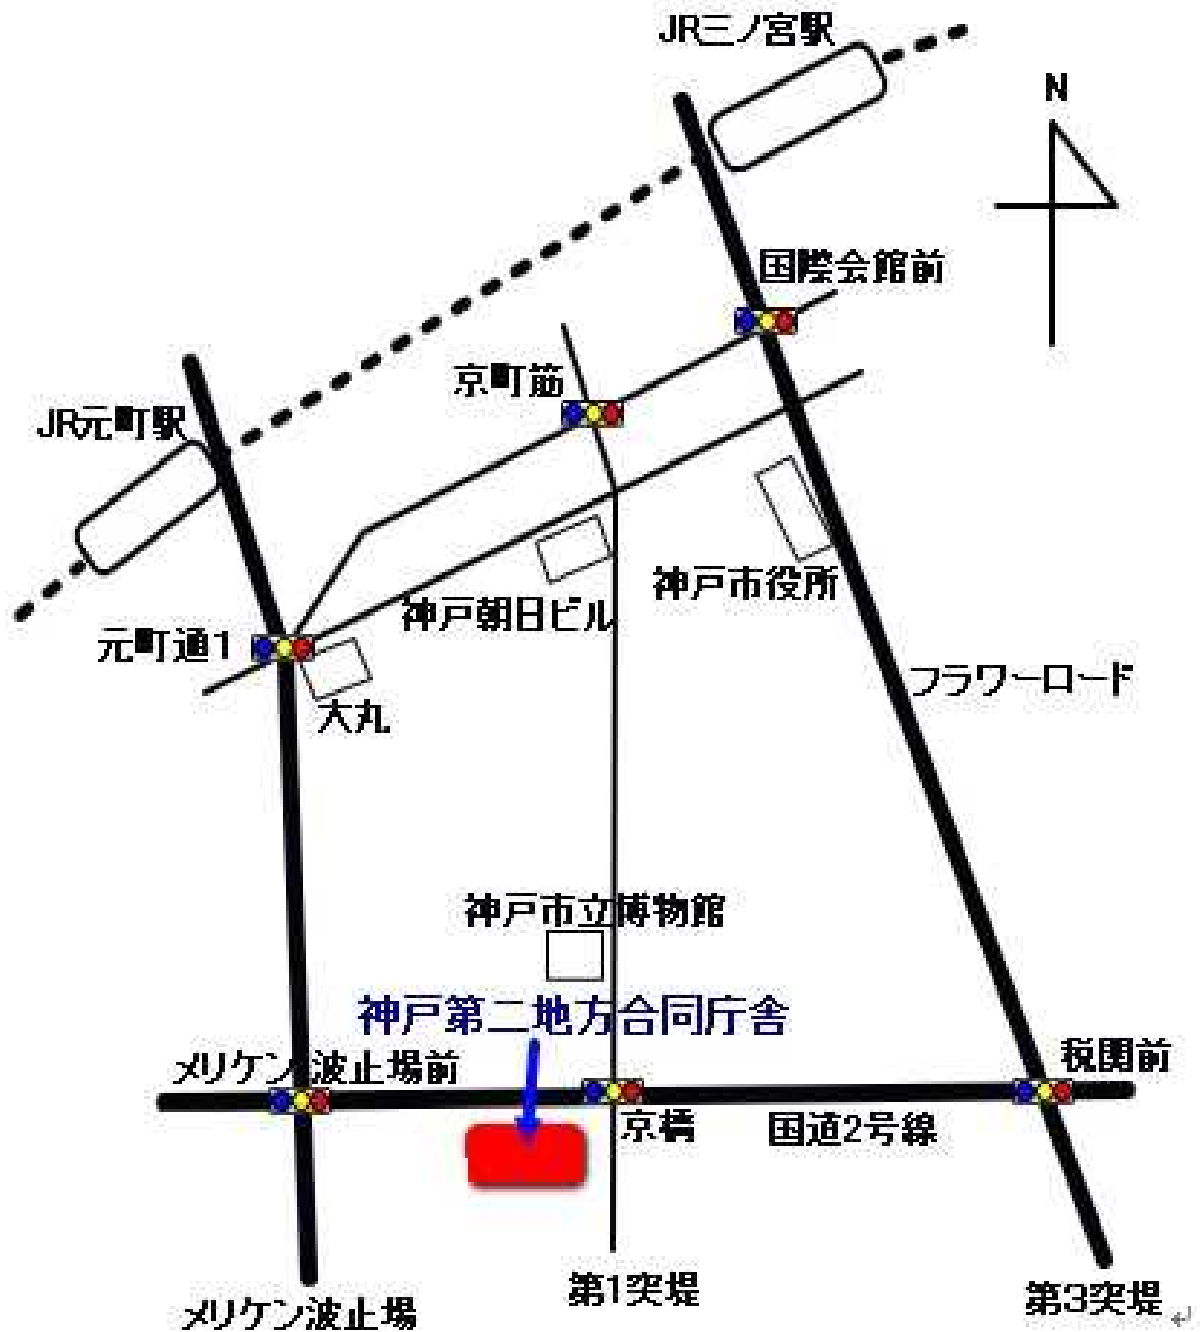 JR三ノ宮駅
N
国際会館前
京町筋
JR元町駅
神戸市役所
神戸朝日ビル
元町通1
フラワーロード
大丸
神戸市立博物館
神戸第二地方合同庁舎
税関前
メリケン波止場前
京橋
国道2号線
第1突堤
第3突堤
メリケン波止場